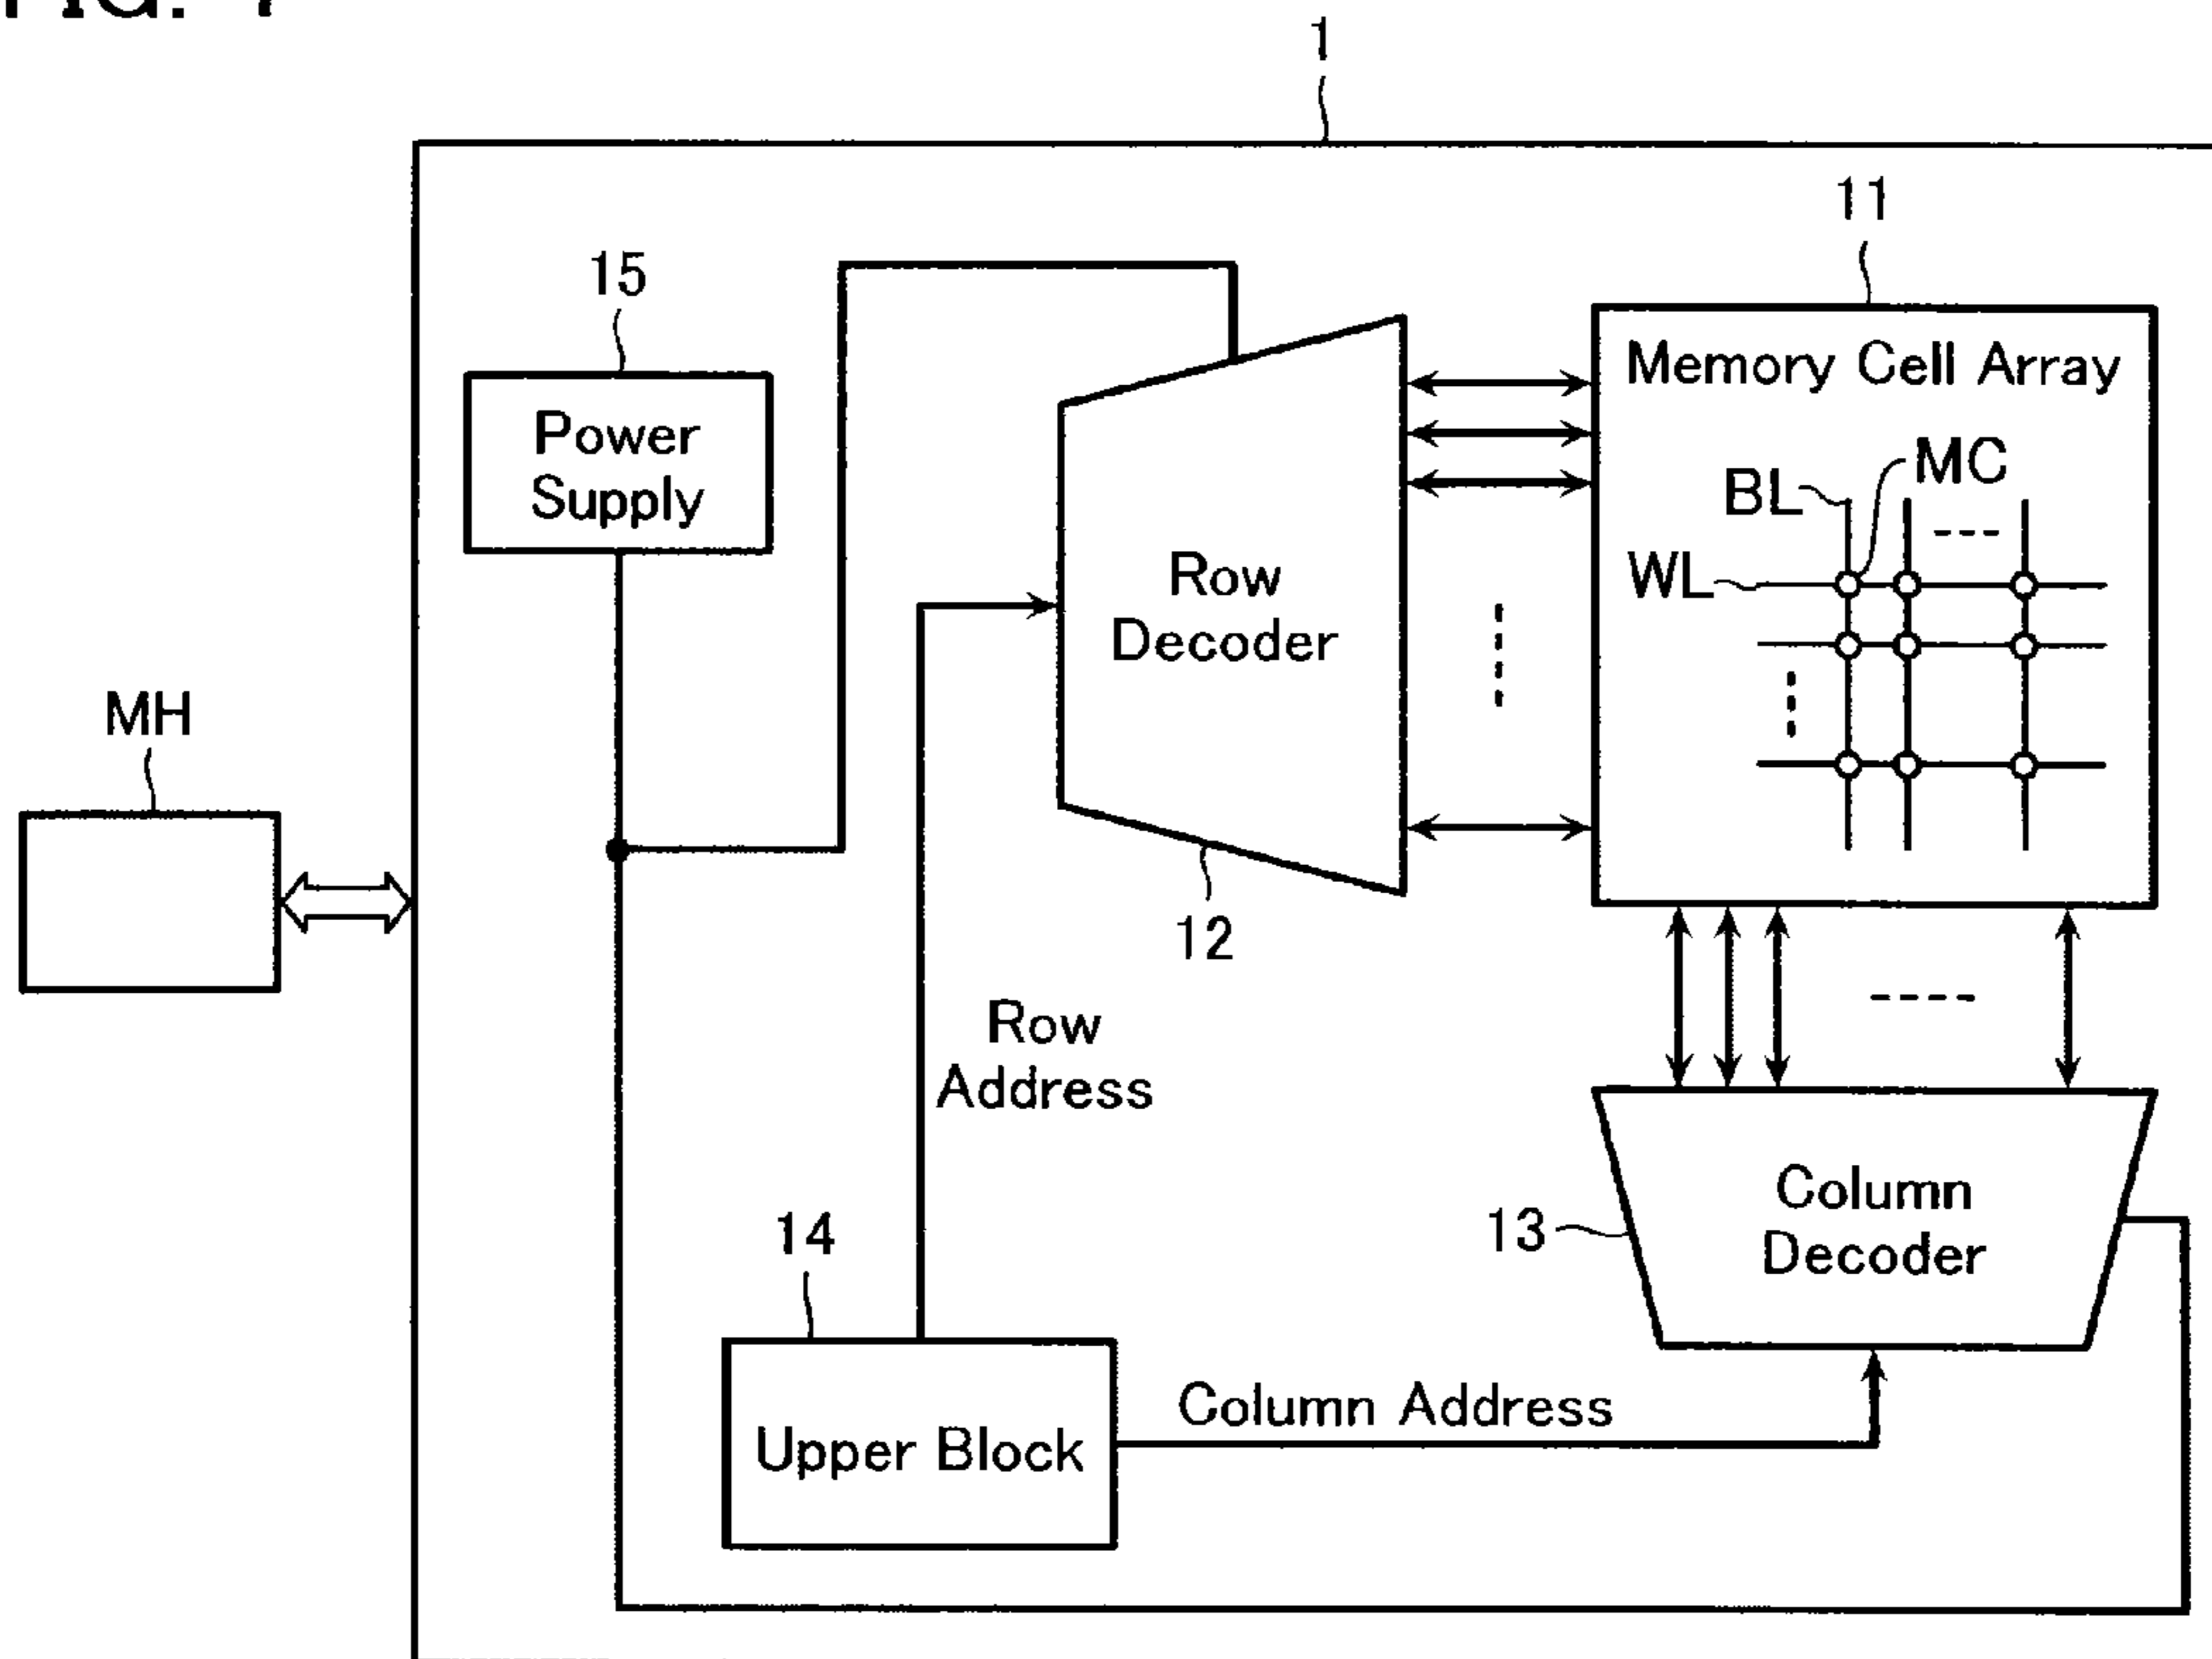 1
11
15
Memory Cell Array
Power
Supply
BL
MC
WL
Row
Decoder
MH
12
Row
Address
14
13
Column
Decoder
Column Address
Upper Block